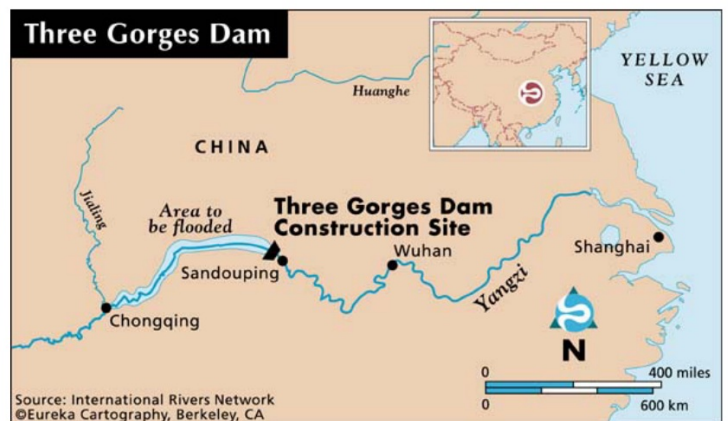 Three Gorges Dam
YELLOW
SEA
Huanghe
CHINA
Jialing
Area to
be flooded
Three Gorges Dam
Construction Site
Sandouping
Wuhan
Shanghai
Yangxi
Chongqing
N
0 400 miles
0 600 km
Source: International Rivers Network
©Eureka Cartography, Berkeley, CA